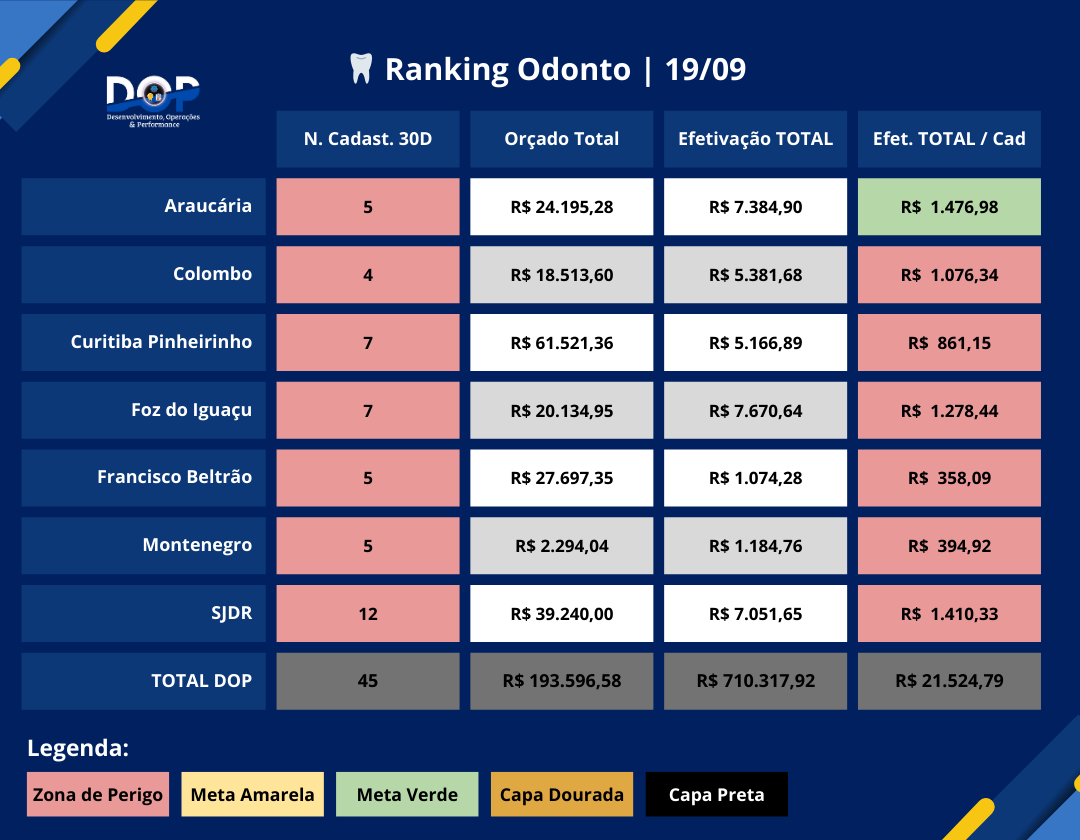 🦷 Ranking Odonto | 19/09
DOP
Desenvolvimento, Operações
& Performance
N. Cadast. 30D Orçado Total Efetivação TOTAL Efet. TOTAL / Cad
Araucária 5 R$ 24.195,28 R$ 7.384,90 R$ 1.476,98
Colombo 4 R$ 18.513,60 R$ 5.381,68 R$ 1.076,34
Curitiba Pinheirinho 7 R$ 61.521,36 R$ 5.166,89 R$ 861,15
Foz do Iguaçu 7 R$ 20.134,95 R$ 7.670,64 R$ 1.278,44
Francisco Beltrão 5 R$ 27.697,35 R$ 1.074,28 R$ 358,09
Montenegro 5 R$ 2.294,04 R$ 1.184,76 R$ 394,92
SJDR 12 R$ 39.240,00 R$ 7.051,65 R$ 1.410,33
TOTAL DOP 45 R$ 193.596,58 R$ 710.317,92 R$ 21.524,79
Legenda:
Zona de Perigo Meta Amarela Meta Verde Capa Dourada Capa Preta